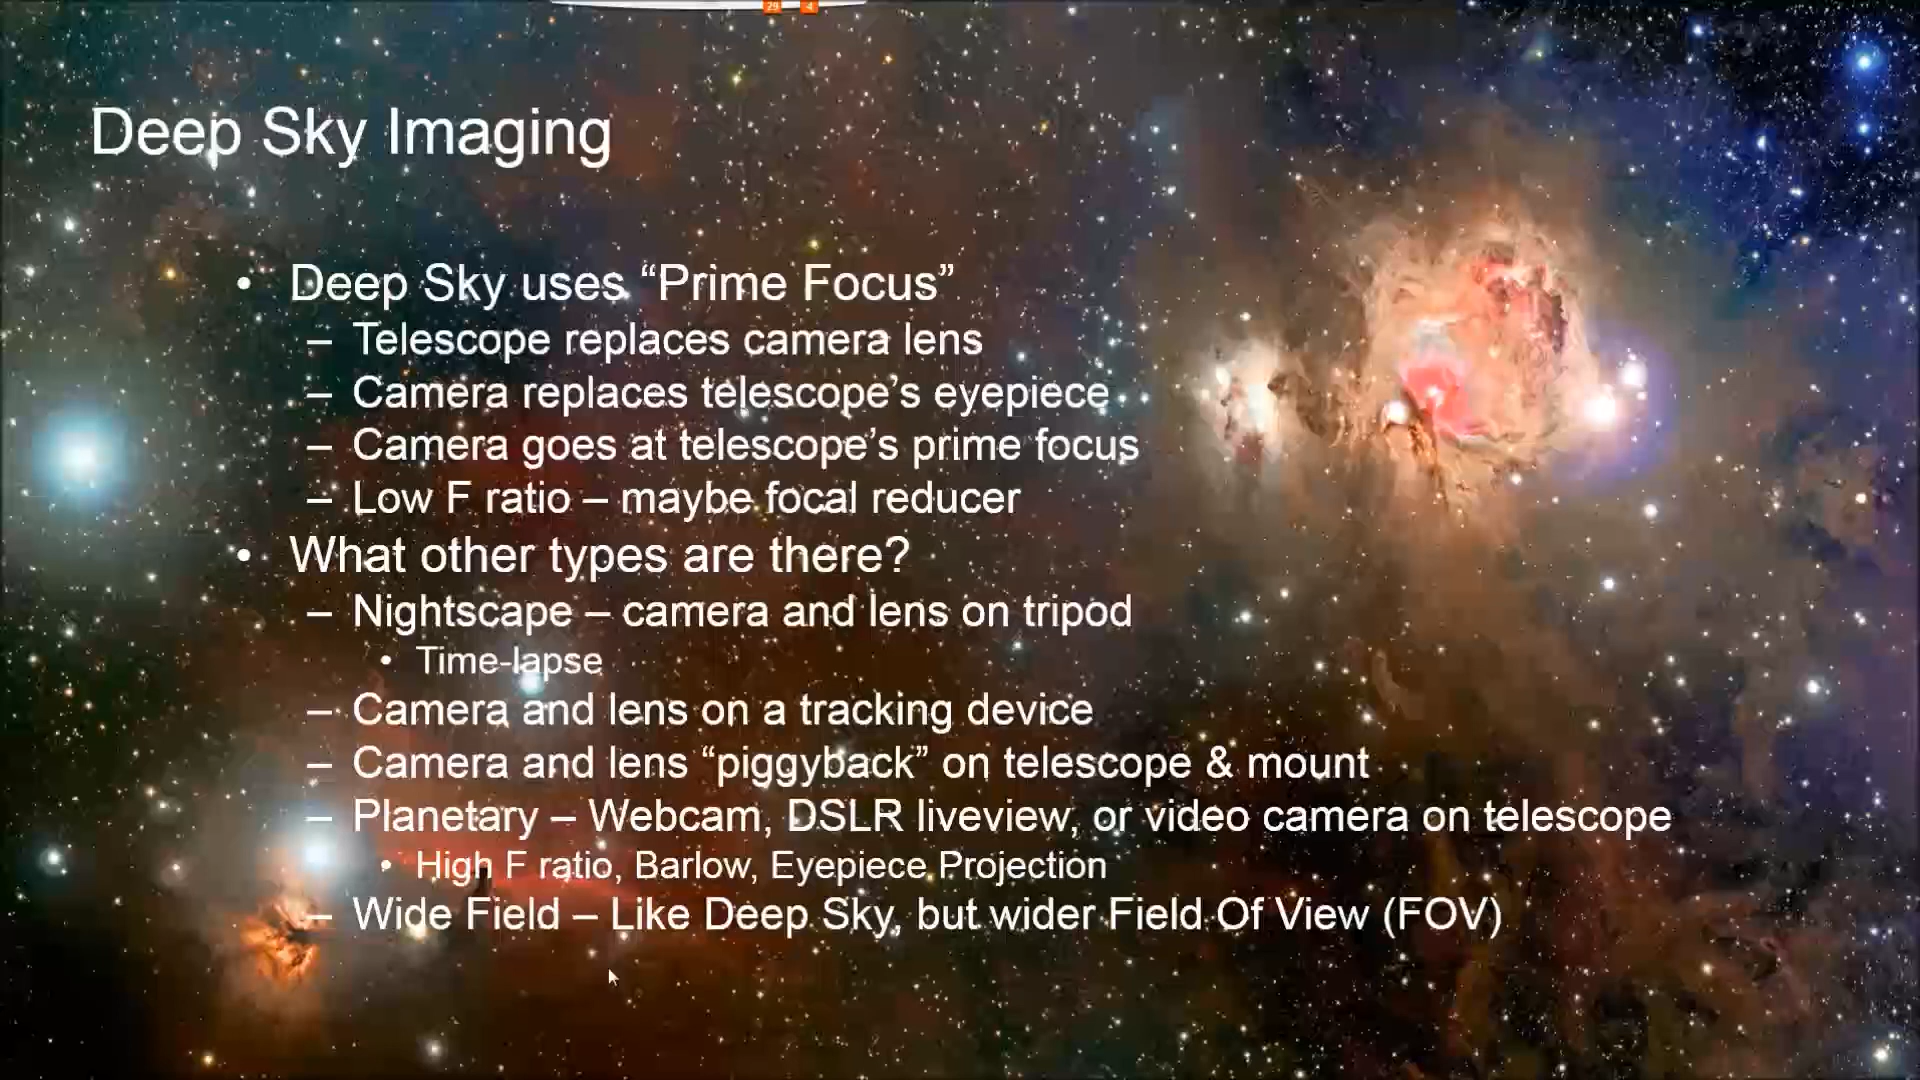 29 4
Deep Sky Imaging
• Deep Sky uses “Prime Focus”
– Telescope replaces camera lens
– Camera replaces telescope’s eyepiece
– Camera goes at telescope’s prime focus
– Low F ratio – maybe focal reducer
• What other types are there?
– Nightscape – camera and lens on tripod
• Time-lapse
– Camera and lens on a tracking device
– Camera and lens “piggyback” on telescope & mount
– Planetary – Webcam, DSLR liveview, or video camera on telescope
• High F ratio, Barlow, Eyepiece Projection
– Wide Field – Like Deep Sky, but wider Field Of View (FOV)